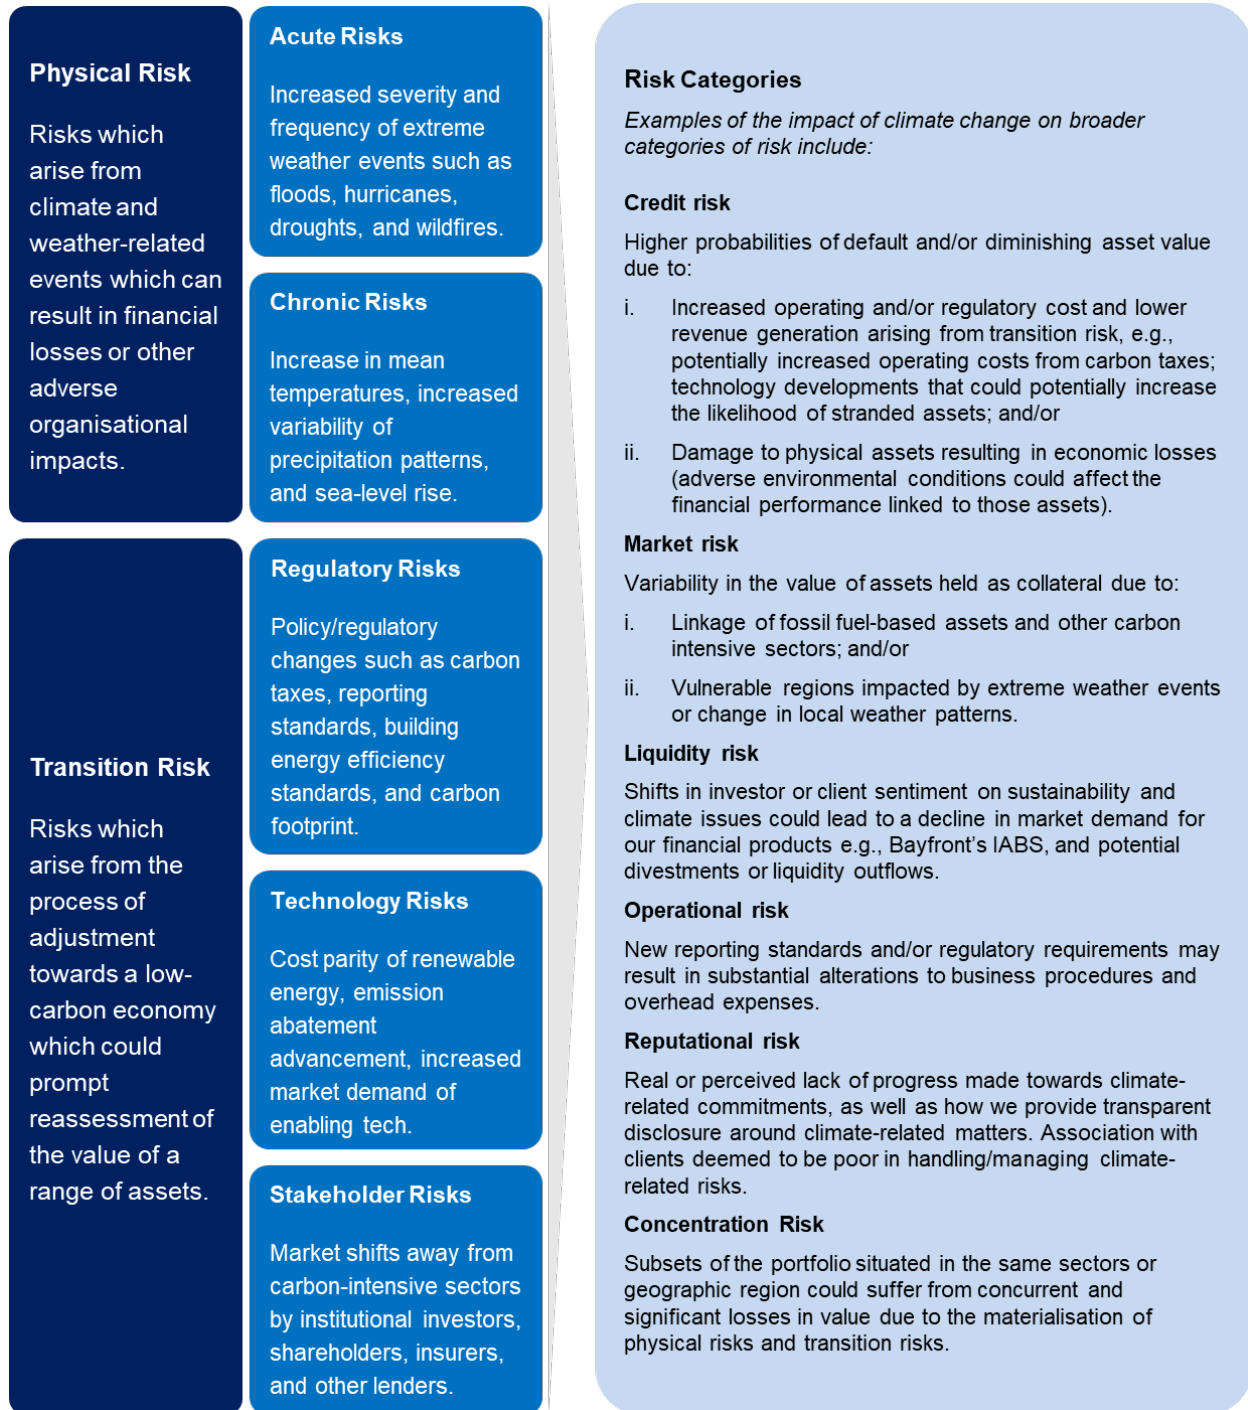 Physical Risk
Risks which
arise from
climate and
weather-related
events which can
result in financial
losses or other
adverse
organisational
impacts.
Acute Risks
Increased severity and
frequency of extreme
weather events such as
floods, hurricanes,
droughts, and wildfires.
Chronic Risks
Increase in mean
temperatures, increased
variability of
precipitation patterns,
and sea-level rise.
Transition Risk
Risks which
arise from the
process of
adjustment
towards a low-
carbon economy
which could
prompt
reassessment of
the value of a
range of assets.
Regulatory Risks
Policy/regulatory
changes such as carbon
taxes, reporting
standards, building
energy efficiency
standards, and carbon
footprint.
Technology Risks
Cost parity of renewable
energy, emission
abatement
advancement, increased
market demand of
enabling tech.
Stakeholder Risks
Market shifts away from
carbon-intensive sectors
by institutional investors,
shareholders, insurers,
and other lenders.
Risk Categories
Examples of the impact of climate change on broader
categories of risk include:
Credit risk
Higher probabilities of default and/or diminishing asset value
due to:
i. Increased operating and/or regulatory cost and lower
revenue generation arising from transition risk, e.g.,
potentially increased operating costs from carbon taxes;
technology developments that could potentially increase
the likelihood of stranded assets; and/or
ii. Damage to physical assets resulting in economic losses
(adverse environmental conditions could affect the
financial performance linked to those assets).
Market risk
Variability in the value of assets held as collateral due to:
i. Linkage of fossil fuel-based assets and other carbon
intensive sectors; and/or
ii. Vulnerable regions impacted by extreme weather events
or change in local weather patterns.
Liquidity risk
Shifts in investor or client sentiment on sustainability and
climate issues could lead to a decline in market demand for
our financial products e.g., Bayfront's IABS, and potential
divestments or liquidity outflows.
Operational risk
New reporting standards and/or regulatory requirements may
result in substantial alterations to business procedures and
overhead expenses.
Reputational risk
Real or perceived lack of progress made towards climate-
related commitments, as well as how we provide transparent
disclosure around climate-related matters. Association with
clients deemed to be poor in handling/managing climate-
related risks.
Concentration Risk
Subsets of the portfolio situated in the same sectors or
geographic region could suffer from concurrent and
significant losses in value due to the materialisation of
physical risks and transition risks.